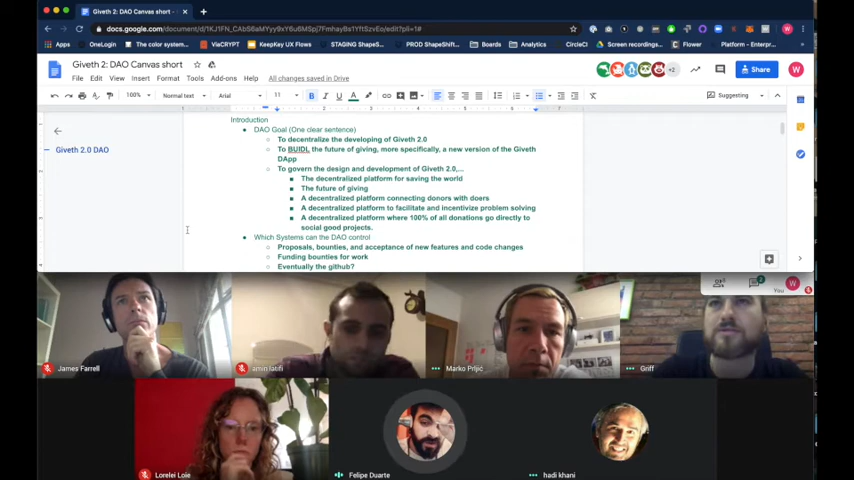 Giveth 2: DAO Canvas short -
docs.google.com/document/d/
Apps
OneLogin
The color system...
ViaCRYPT
KeepKay UX Flows
STAGING ShapeS...
PROD ShapeShift...
Boards
Analytics
CircleCI
Screen recordings...
Flower
Platform - Enterpr...
Giveth 2: DAO Canvas short
File Edit View Insert Format Tools Add-ons Help All changes saved in Drive
+2
Share
W
100%
Normal text
Arial
11
Suggesting
Giveth 2.0 DAO
Introduction
DAO Goal (One clear sentence)
To decentralize the developing of Giveth 2.0
To BUIDL the future of giving, more specifically, a new version of the Giveth
DApp
To govern the design and development of Giveth 2.0,...
The decentralized platform for saving the world
The future of giving
A decentralized platform connecting donors with doers
A decentralized platform to facilitate and incentivize problem solving
A decentralized platform where 100% of all donations go directly to
social good projects.
Which Systems can the DAO control
Proposals, bounties, and acceptance of new features and code changes
Funding bounties for work
Eventually the github?
W
James Farrell
amin latifi
Marko Prljić
Griff
Lorelei Loie
Felipe Duarte
hadi khani